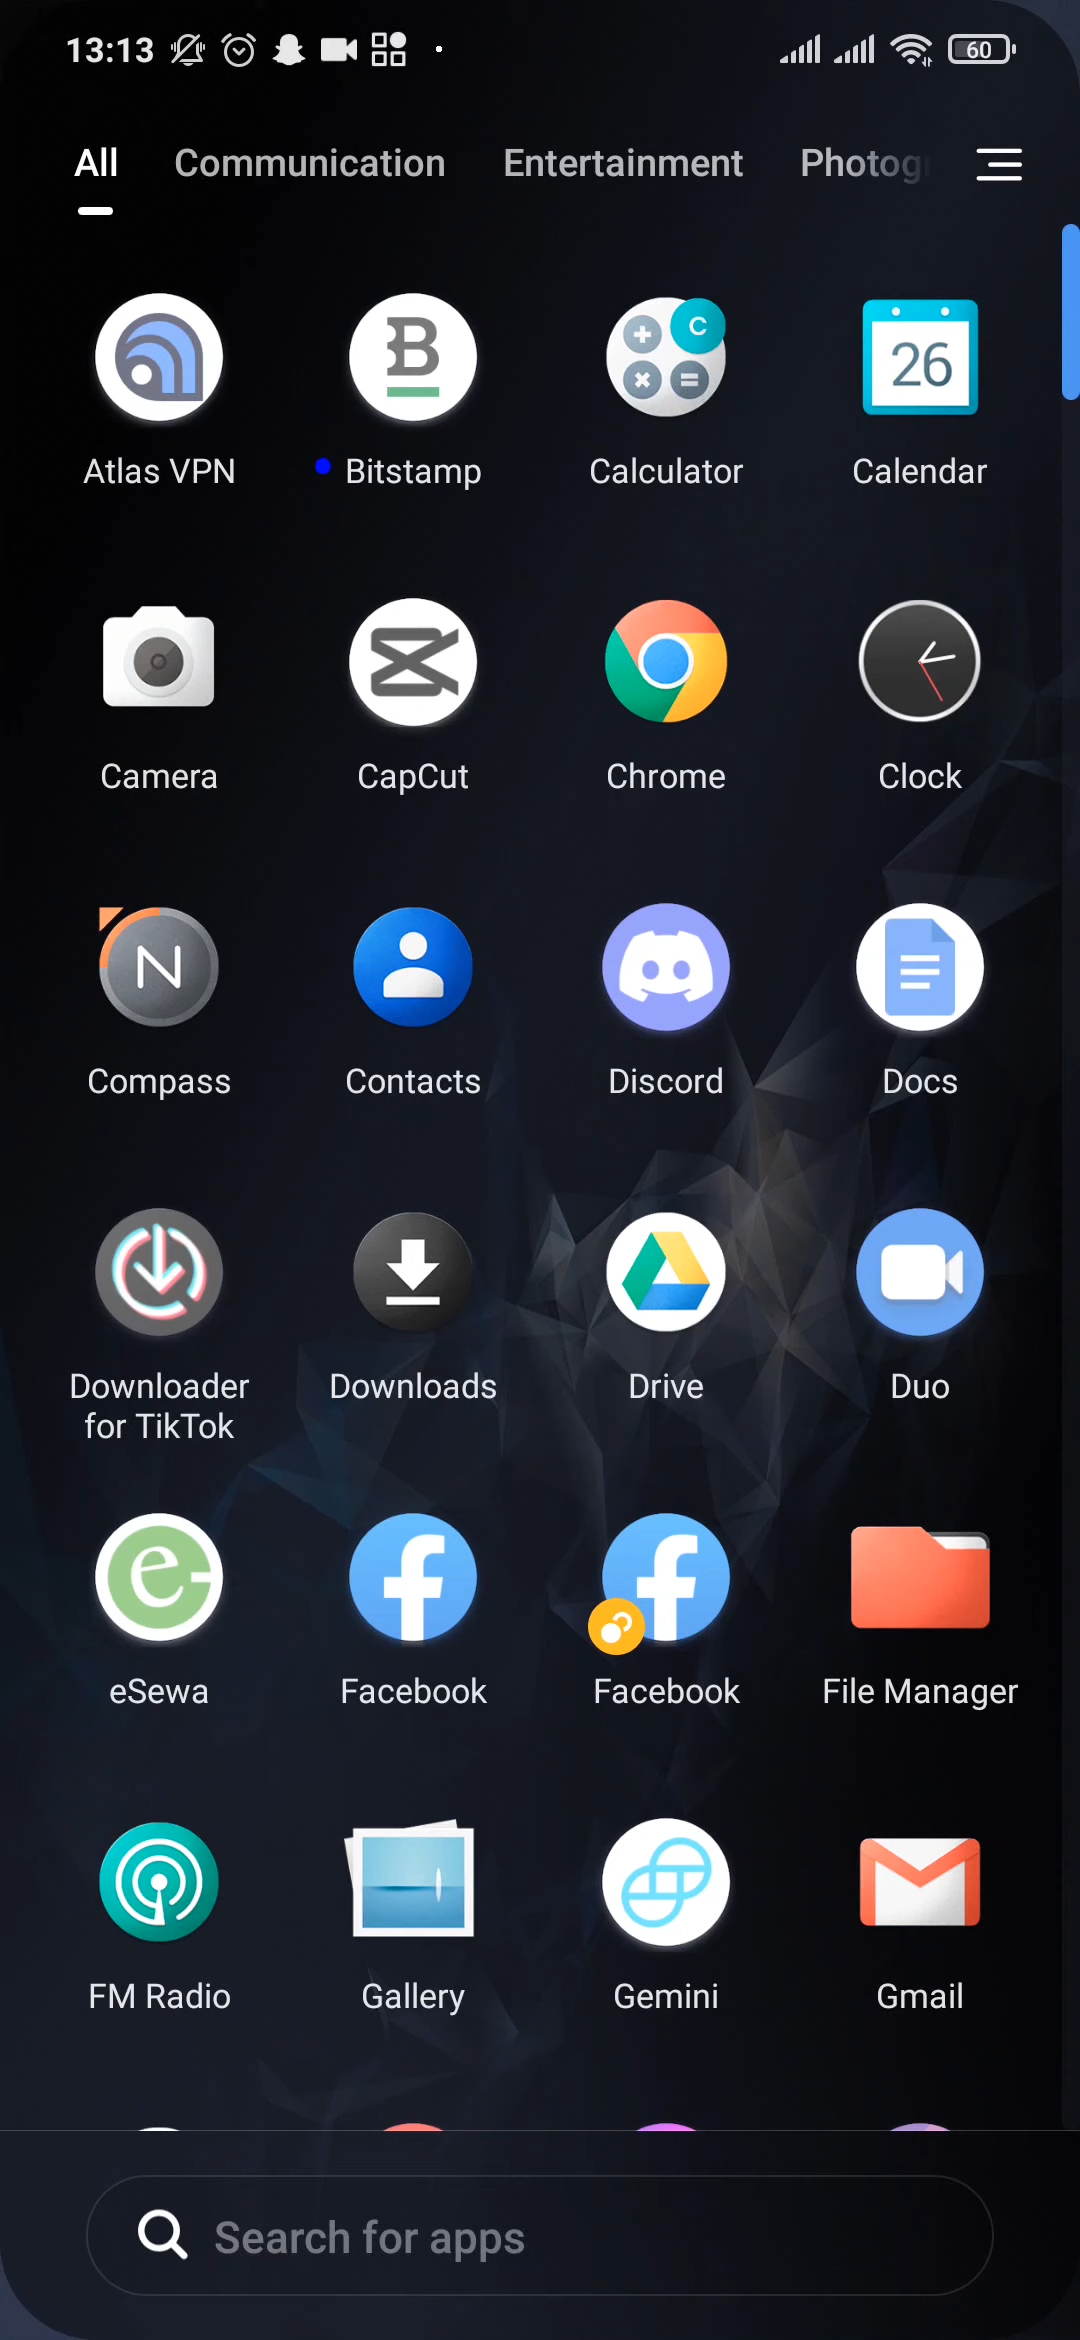 13:13 60
All Communication Entertainment Photog
C
26
Atlas VPN Bitstamp Calculator Calendar
Camera CapCut Chrome Clock
N
Compass Contacts Discord Docs
Downloader Downloads Drive Duo
for TikTok
e f f
eSewa Facebook Facebook File Manager
FM Radio Gallery Gemini Gmail
Search for apps